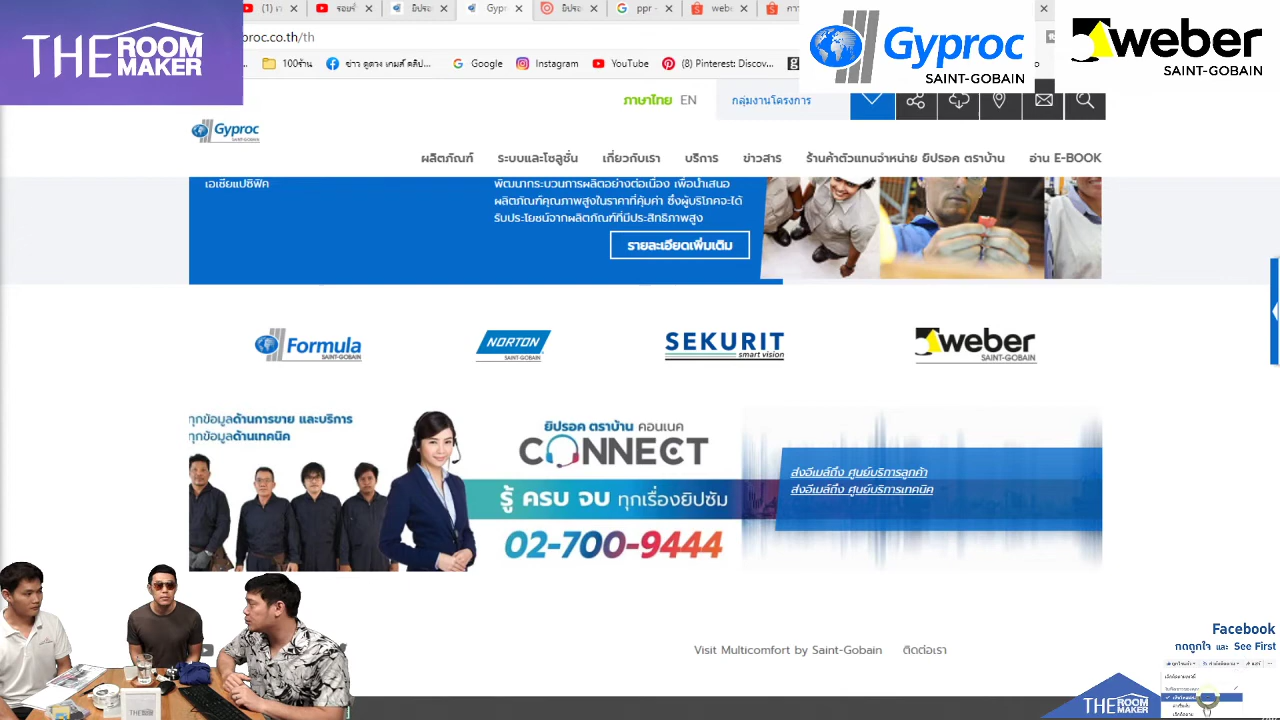 THE ROOM MAKER
Gyproc
SAINT-GOBAIN
weber
SAINT-GOBAIN
.co.th/th
100ร้าน
Google
Instagram
YouTube
(8) Pinterest Discov...
ภาษาไทย EN
กลุ่มงานโครงการ
Gyproc
ผลิตภัณฑ์ ระบบและโซลูชั่น เกี่ยวกับเรา บริการ ข่าวสาร ร้านค้าตัวแทนจำหน่าย ยิปรอค ตราบ้าน อ่าน E-BOOK
เอเชียแปซิฟิค
พัฒนากระบวนการผลิตอย่างต่อเนื่อง เพื่อนำเสนอ
ผลิตภัณฑ์คุณภาพสูงในราคาที่คุ้มค่า ซึ่งผู้บริโภคจะได้
รับประโยชน์จากผลิตภัณฑ์ที่มีประสิทธิภาพสูง
รายละเอียดเพิ่มเติม
Formula
SAINT-GOBAIN
NORTON
SAINT-GOBAIN
SEKURIT
smart vision
weber
SAINT-GOBAIN
ทุกข้อมูลด้านการขาย และบริการ
ทุกข้อมูลด้านเทคนิค
ยิปรอค ตราบ้าน คอนเนค
CONNECT
รู้ ครบ จบ ทุกเรื่องยิปซัม
02-700-9444
ส่งอีเมล์ถึง ศูนย์บริการลูกค้า
ส่งอีเมล์ถึง ศูนย์บริการเทคนิค
Visit Multicomfort by Saint-Gobain ติดต่อเรา
Facebook
กดถูกใจ และ See First
THE ROOM MAKER